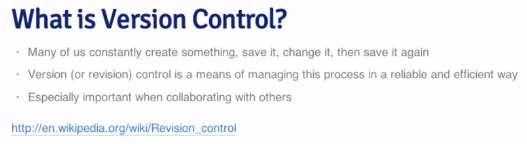 What is Version Control?
· Many of us constantly create something, save it, change it, then save it again
· Version (or revision) control is a means of managing this process in a reliable and efficient way
· Especially important when collaborating with others
http://en.wikipedia.org/wiki/Revision_control